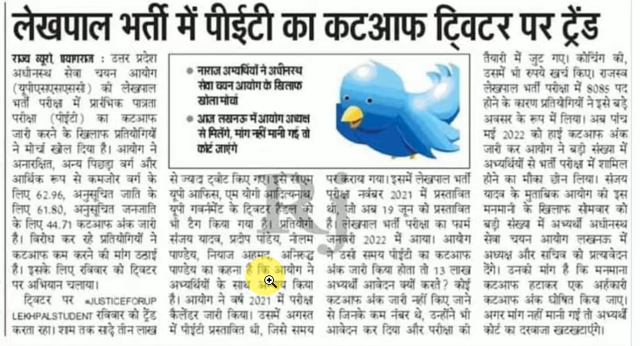 लेखपाल भर्ती में पीईटी का कटआफ ट्विटर पर ट्रेंड
राज्य ब्यूरो, प्रयागराज : उत्तर प्रदेश
अधीनस्थ सेवा चयन आयोग
(यूपीएसएसएससी) को लेखपाल
भर्ती परीक्षा में प्रारंभिक पात्रता
परीक्षा (पीईटी) का कटआफ
जारी करने के खिलाफ प्रतियोगियों
ने मोर्चा खोल दिया है। आयोग ने
अनारक्षित, अन्य पिछड़ा वर्ग और
आर्थिक रूप से कमजोर वर्ग के
लिए 62.96, अनुसूचित जाति के
लिए 61.80, अनुसूचित जनजाति
के लिए 44.71 कटआफ अंक जारी
है। विरोध कर रहे प्रतियोगियों ने
कटआफ कम करने की मांग उठाई
है। इसके लिए रविवार को ट्विटर
पर अभियान चलाया।
ट्विटर पर #JUSTICEFORUP
LEKHPALSTUDENT रविवार को ट्रेंड
करता रहा। शाम तक साढ़े तीन लाख
● नाराज अभ्यर्थियों ने अधीनस्थ
सेवा चयन आयोग के खिलाफ
खोला मोर्चा
● आज लखनऊ में आयोग अध्यक्ष
से मिलेंगे, मांग नहीं मानी गई तो
कोर्ट जाएंगे
से ज्यादा ट्वीट किए गए। इसे सीएम
यूपी आफिस, एम योगी आदित्यनाथ,
यूपी गवर्नमेंट के ट्विटर हैंडल को
भी टैग किया गया है। प्रतियोगी
संजय यादव, प्रदीप पांडेय, नीलम
पाण्डेय, नियाज अहमद, अनिरुद्ध
पाण्डेय का कहना है कि आयोग ने
अभ्यर्थियों के साथ किया
है। आयोग ने वर्ष 2021 में परीक्षा
कैलेंडर जारी किया। उसमें अगस्त
में पीईटी प्रस्तावित थी, जिसे समय
पर कराया गया। इसमें लेखपाल भर्ती
परीक्षा नवंबर 2021 में प्रस्तावित
थी, जो अब 19 जून को प्रस्तावित
है। लेखपाल भर्ती परीक्षा का फार्म
जनवरी 2022 में आया। आयोग
उसी समय पीईटी का कटआफ
अंक जारी किया होता तो 13 लाख
अभ्यर्थी आवेदन क्यों करते? कोई
कटआफ अंक जारी नहीं किए जाने
से जिनके कम नंबर थे, उन्होंने भी
आवेदन कर दिया और परीक्षा की
तैयारी में जुट गए। कोचिंग की,
उसमें भी रुपये खर्च किए। राजस्व
लेखपाल भर्ती परीक्षा में 8085 पद
होने के कारण प्रतियोगियों ने इसे बड़े
अवसर के रूप में लिया। अब पांच
मई 2022 को हाई कटआफ अंक
जारी कर आयोग ने बड़ी संख्या में
अभ्यर्थियों से भर्ती परीक्षा में शामिल
होने का मौका छीन लिया। संजय
यादव के मुताबिक आयोग की इस
मनमानी के खिलाफ सोमवार को
बड़ी संख्या में अभ्यर्थी अधीनस्थ
सेवा चयन आयोग लखनऊ में
अध्यक्ष और सचिव को प्रत्यावेदन
देंगे। उनको मांग है कि मनमाना
कटआफ हटाकर एक अर्हकारी
कटआफ अंक घोषित किया जाए।
अगर मांग नहीं मानी गई तो अभ्यर्थी
कोर्ट का दरवाजा खटखटाएंगे।